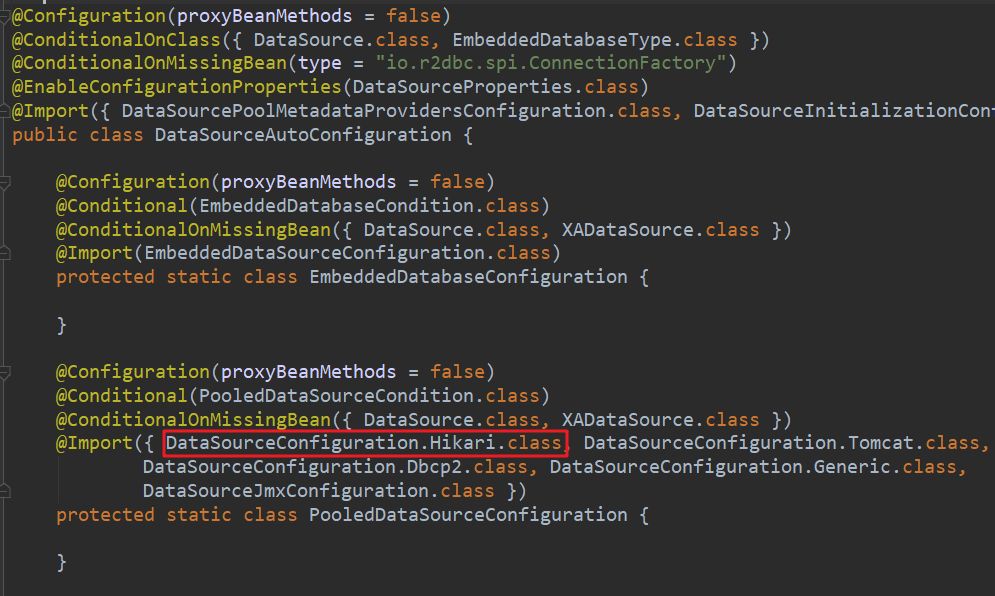 @Configuration(proxyBeanMethods = false)
@ConditionalOnClass({ DataSource.class, EmbeddedDatabaseType.class })
@ConditionalOnMissingBean(type = "io.r2dbc.spi.ConnectionFactory")
@EnableConfigurationProperties(DataSourceProperties.class)
@Import({ DataSourcePoolMetadataProvidersConfiguration.class, DataSourceInitializationCon
public class DataSourceAutoConfiguration {
@Configuration(proxyBeanMethods = false)
@Conditional(EmbeddedDatabaseCondition.class)
@ConditionalOnMissingBean({ DataSource.class, XADataSource.class })
@Import(EmbeddedDataSourceConfiguration.class)
protected static class EmbeddedDatabaseConfiguration {
}
@Configuration(proxyBeanMethods = false)
@Conditional(PooledDataSourceCondition.class)
@ConditionalOnMissingBean({ DataSource.class, XADataSource.class })
@Import({ DataSourceConfiguration.Hikari.class, DataSourceConfiguration.Tomcat.class,
DataSourceConfiguration.Dbcp2.class, DataSourceConfiguration.Generic.class,
DataSourceJmxConfiguration.class })
protected static class PooledDataSourceConfiguration {
}